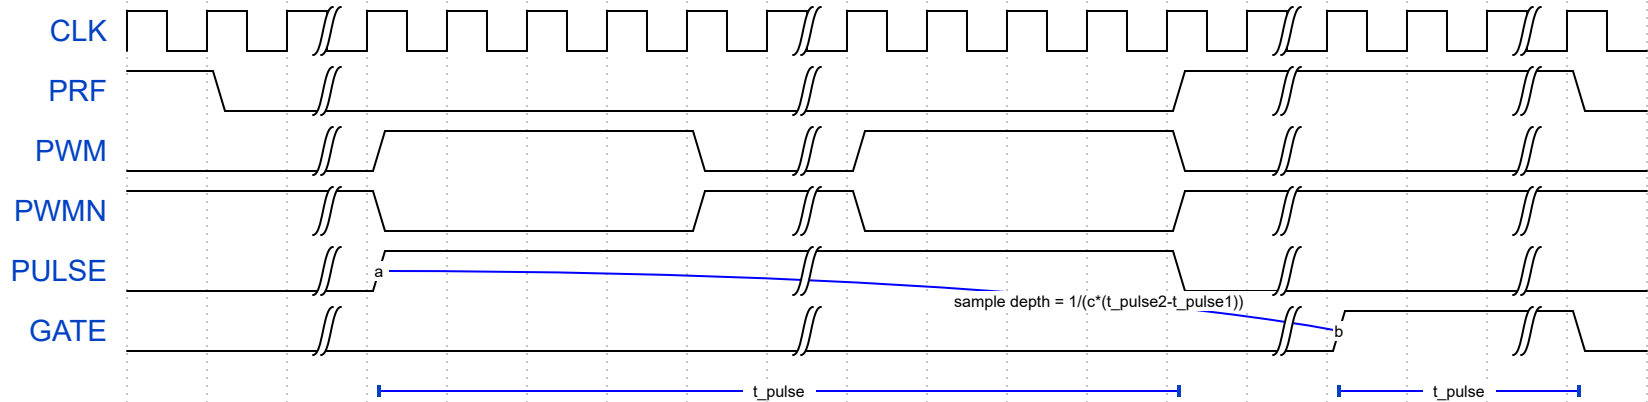 CLK
PRF
PWM
PWMN
PULSE
a
sample depth = 1/(c*(t_pulse2-t_pulse1))
GATE
b
t_pulse
t_pulse